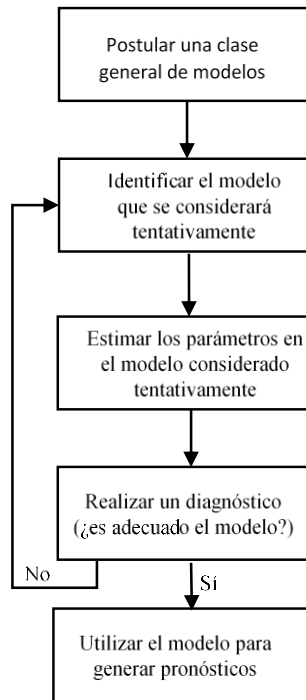 Postular una clase
general de modelos
Identificar el modelo
que se considerará
tentativamente
Estimar los parámetros en
el modelo considerado
tentativamente
Realizar un diagnóstico
(¿es adecuado el modelo?)
No
Sí
Utilizar el modelo para
generar pronósticos